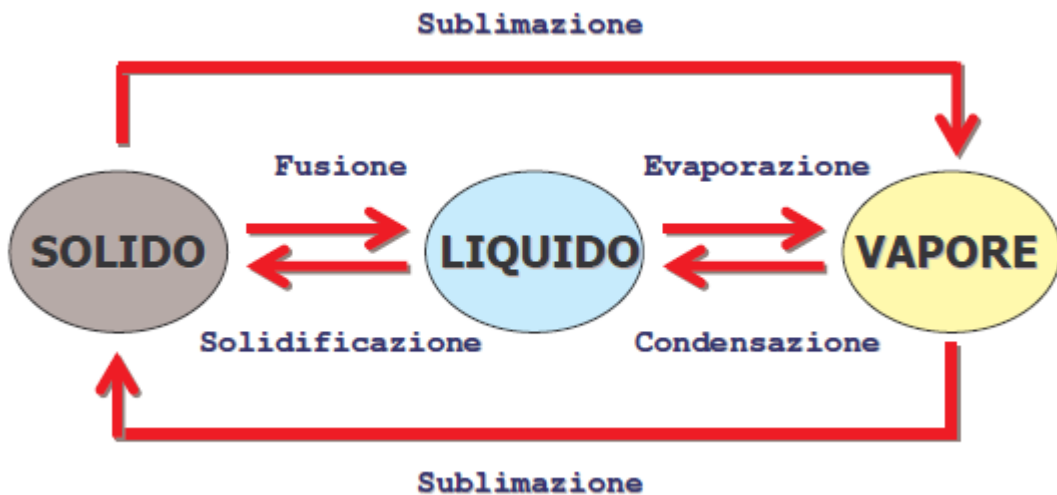 Sublimazione
Fusione
Evaporazione
SOLIDO
LIQUIDO
VAPORE
Solidificazione
Condensazione
Sublimazione